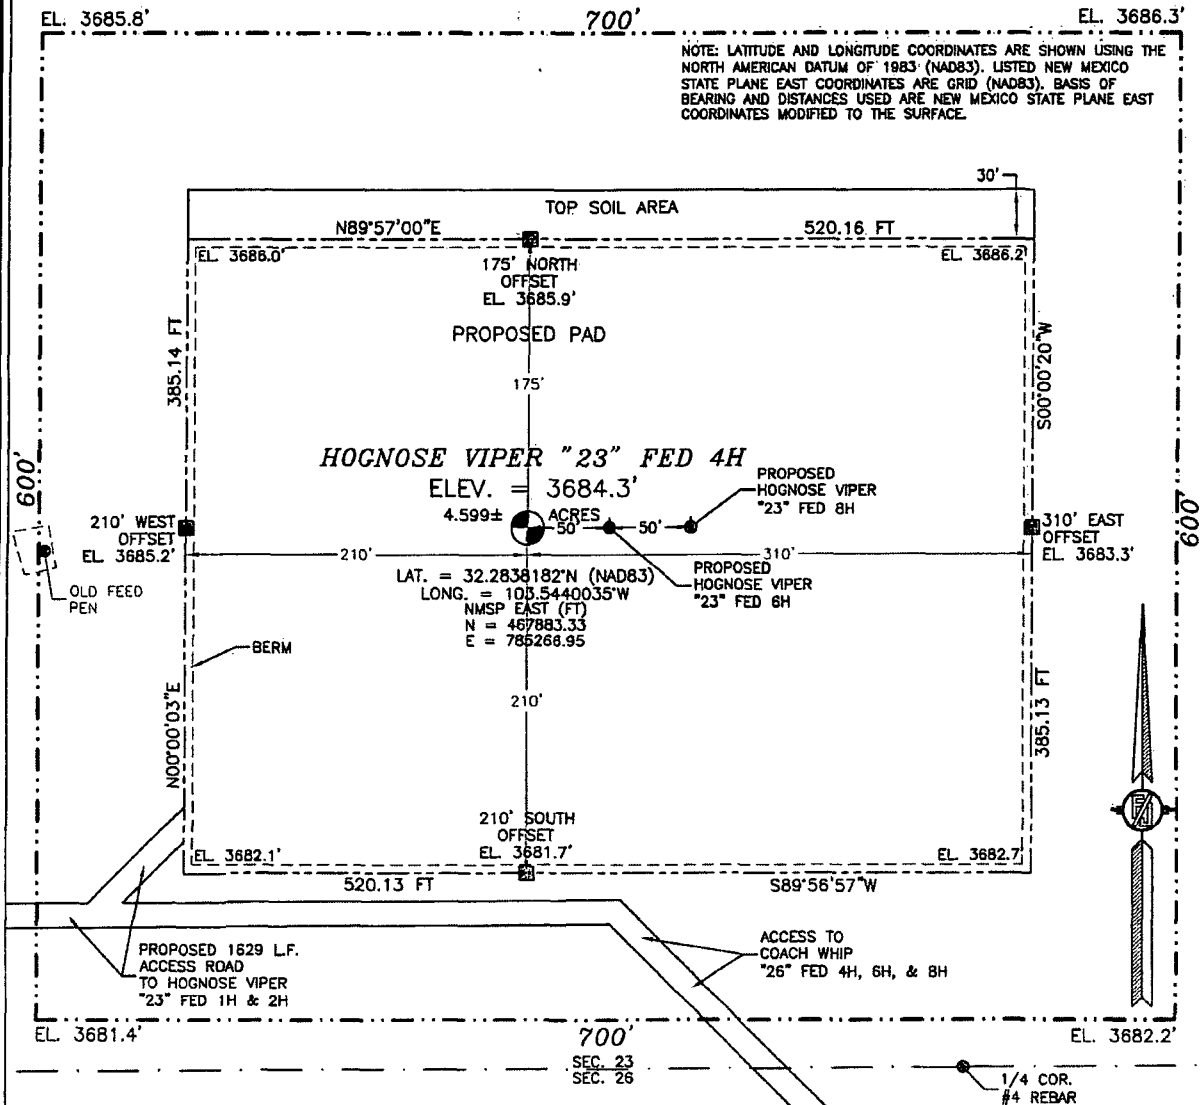 EL. 3685.8'
700'
EL. 3686.3'
NOTE: LATITUDE AND LONGITUDE COORDINATES ARE SHOWN USING THE
NORTH AMERICAN DATUM OF 1983 (NAD83). LISTED NEW MEXICO
STATE PLANE EAST COORDINATES ARE GRID (NAD83). BASIS OF
BEARING AND DISTANCES USED ARE NEW MEXICO STATE PLANE EAST
COORDINATES MODIFIED TO THE SURFACE.
30'
TOP SOIL AREA
N89°57'00"E
520.16 FT
EL. 3686.0'
175' NORTH
OFFSET
EL. 3685.9'
EL. 3686.2'
PROPOSED PAD
385.14 FT
S00°00'20"W
175'
HOGNOSE VIPER "23" FED 4H
ELEV. = 3684.3'
4.599± ACRES
50'
50'
PROPOSED
HOGNOSE VIPER
"23" FED 8H
600'
600'
210' WEST
OFFSET
EL. 3685.2'
310' EAST
OFFSET
EL. 3683.3'
210'
310'
OLD FEED
PEN
LAT. = 32.2838182°N (NAD83)
LONG. = 103.5440035°W
NMSP EAST (FT)
N = 467883.33
E = 785266.95
PROPOSED
HOGNOSE VIPER
"23" FED 6H
BERM
N00°00'03"E
210'
385.13 FT
210' SOUTH
OFFSET
EL. 3681.7'
EL. 3682.1'
EL. 3682.7
520.13 FT
S89°56'57"W
PROPOSED 1629 L.F.
ACCESS ROAD
TO HOGNOSE VIPER
"23" FED 1H & 2H
ACCESS TO
COACH WHIP
"26" FED 4H, 6H, & 8H
EL. 3681.4'
700'
EL. 3682.2'
SEC. 23
SEC. 26
1/4 COR.
#4 REBAR